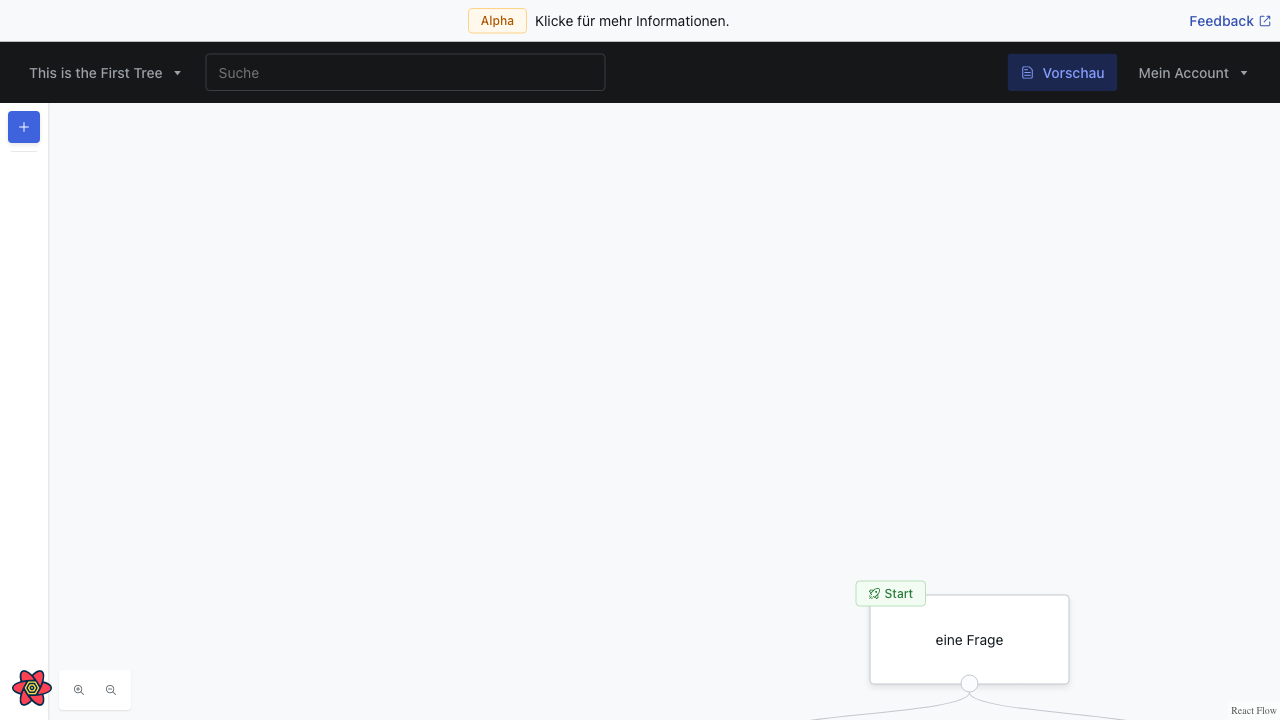 Alpha Klicke für mehr Informationen. Feedback
This is the First Tree Suche Vorschau Mein Account
Start
eine Frage
React Flow